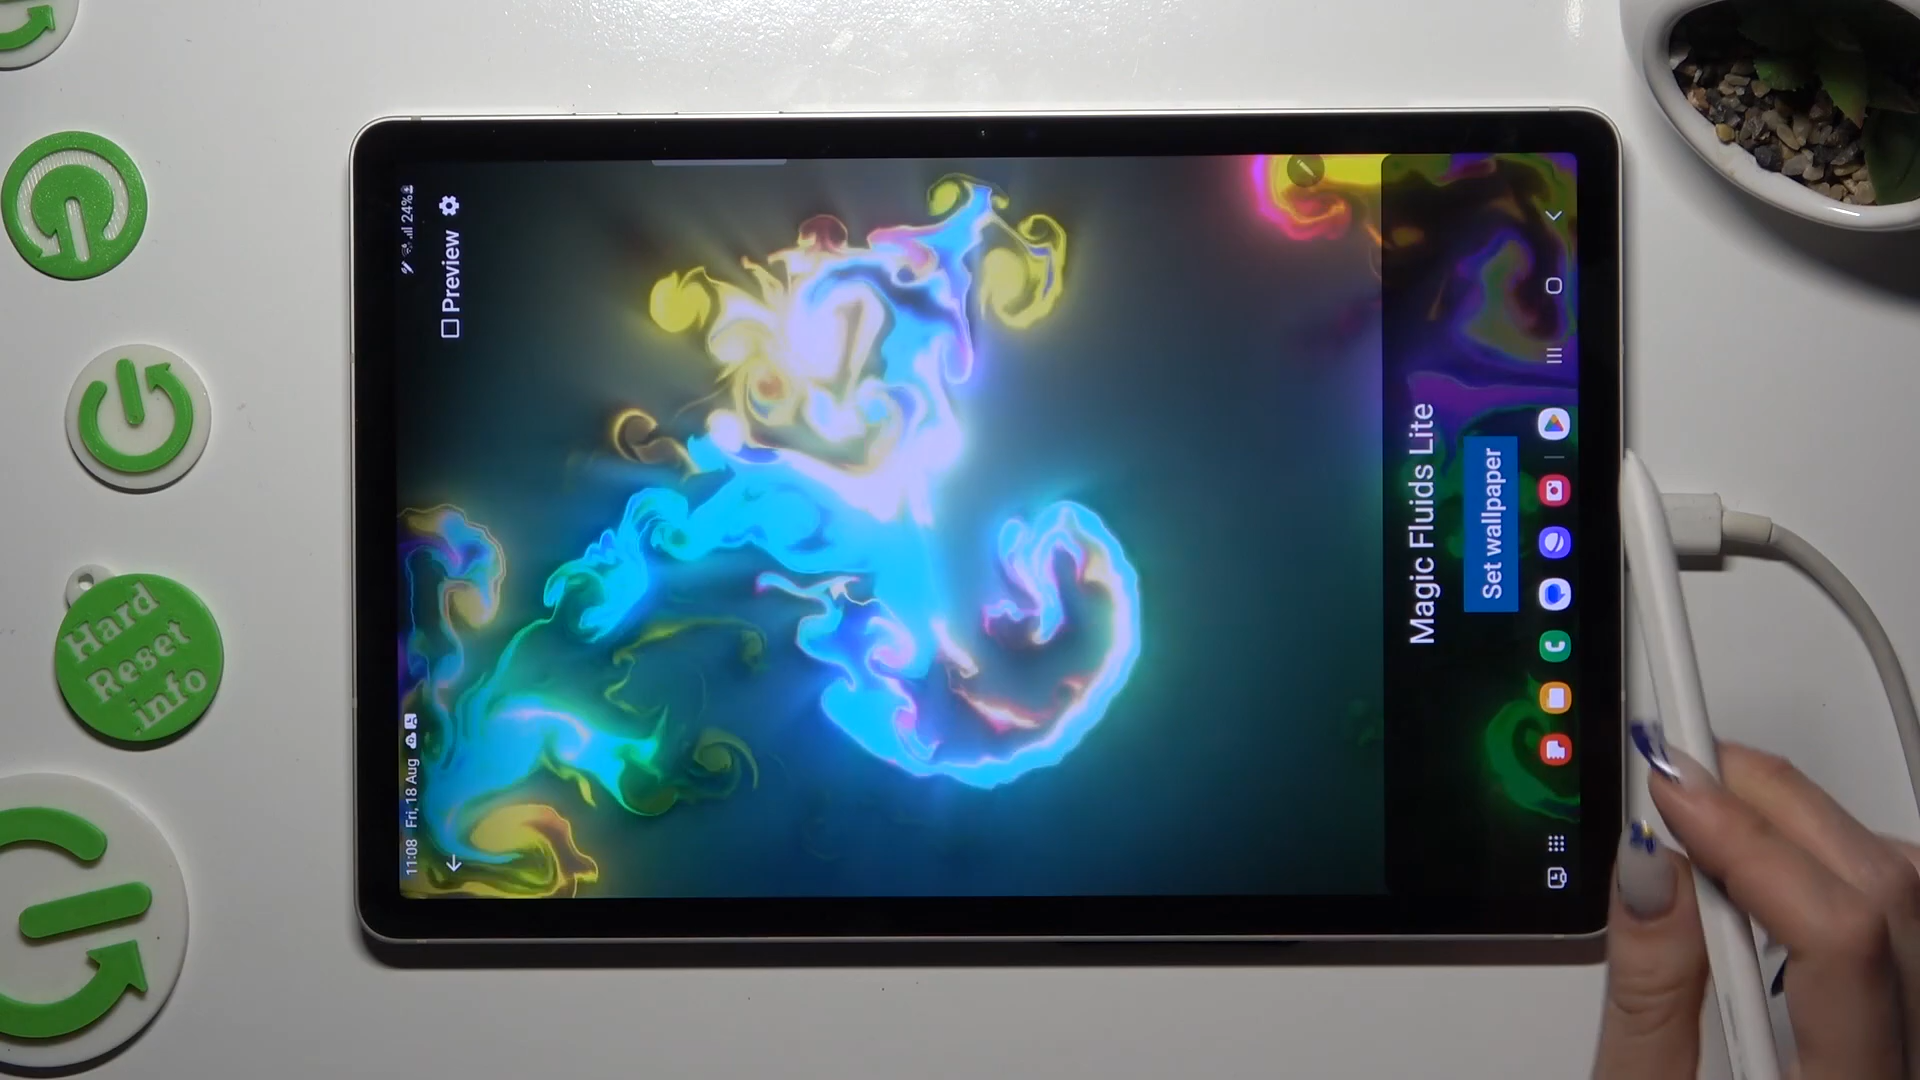 11:08 Fri, 18 Aug
24%
Preview
Magic Fluids Lite
Set wallpaper
Hard
Reset
.info